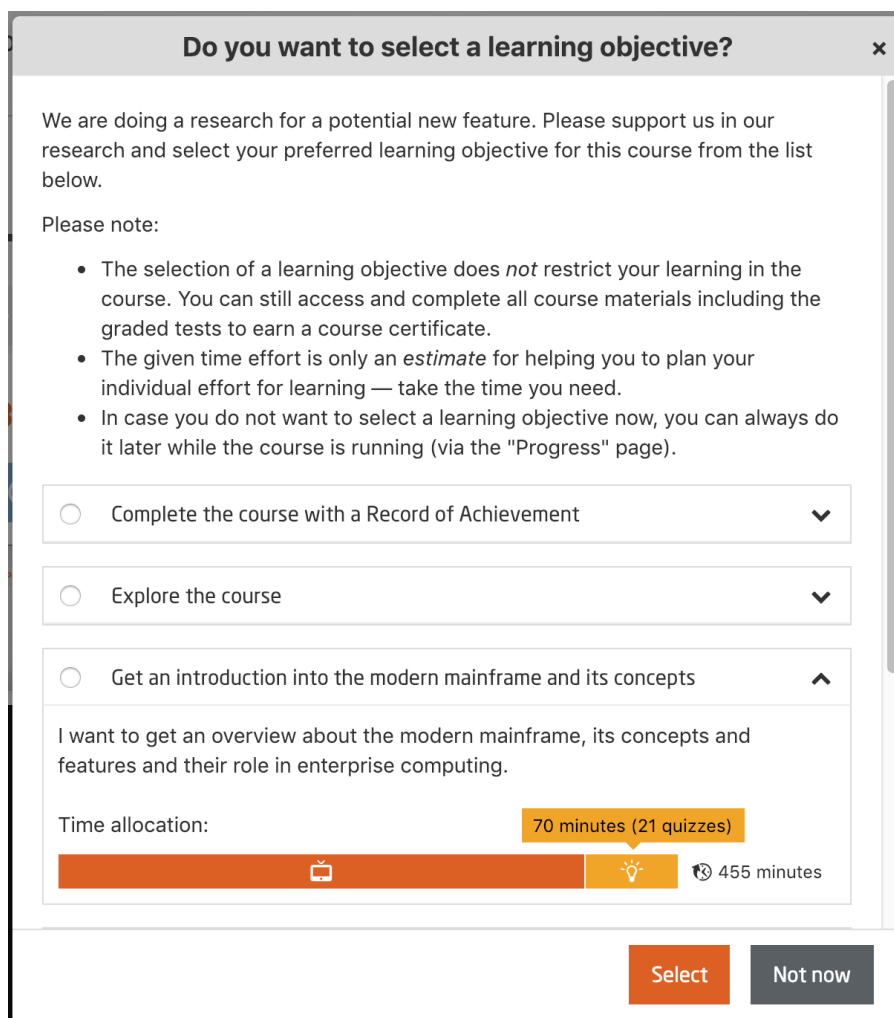 Do you want to select a learning objective?
We are doing a research for a potential new feature. Please support us in our
research and select your preferred learning objective for this course from the list
below.
Please note:
The selection of a learning objective does not restrict your learning in the
course. You can still access and complete all course materials including the
graded tests to earn a course certificate.
The given time effort is only an estimate for helping you to plan your
individual effort for learning — take the time you need.
In case you do not want to select a learning objective now, you can always do
it later while the course is running (via the "Progress" page).
Complete the course with a Record of Achievement
Explore the course
Get an introduction into the modern mainframe and its concepts
I want to get an overview about the modern mainframe, its concepts and
features and their role in enterprise computing.
Time allocation:
70 minutes (21 quizzes)
455 minutes
Select
Not now